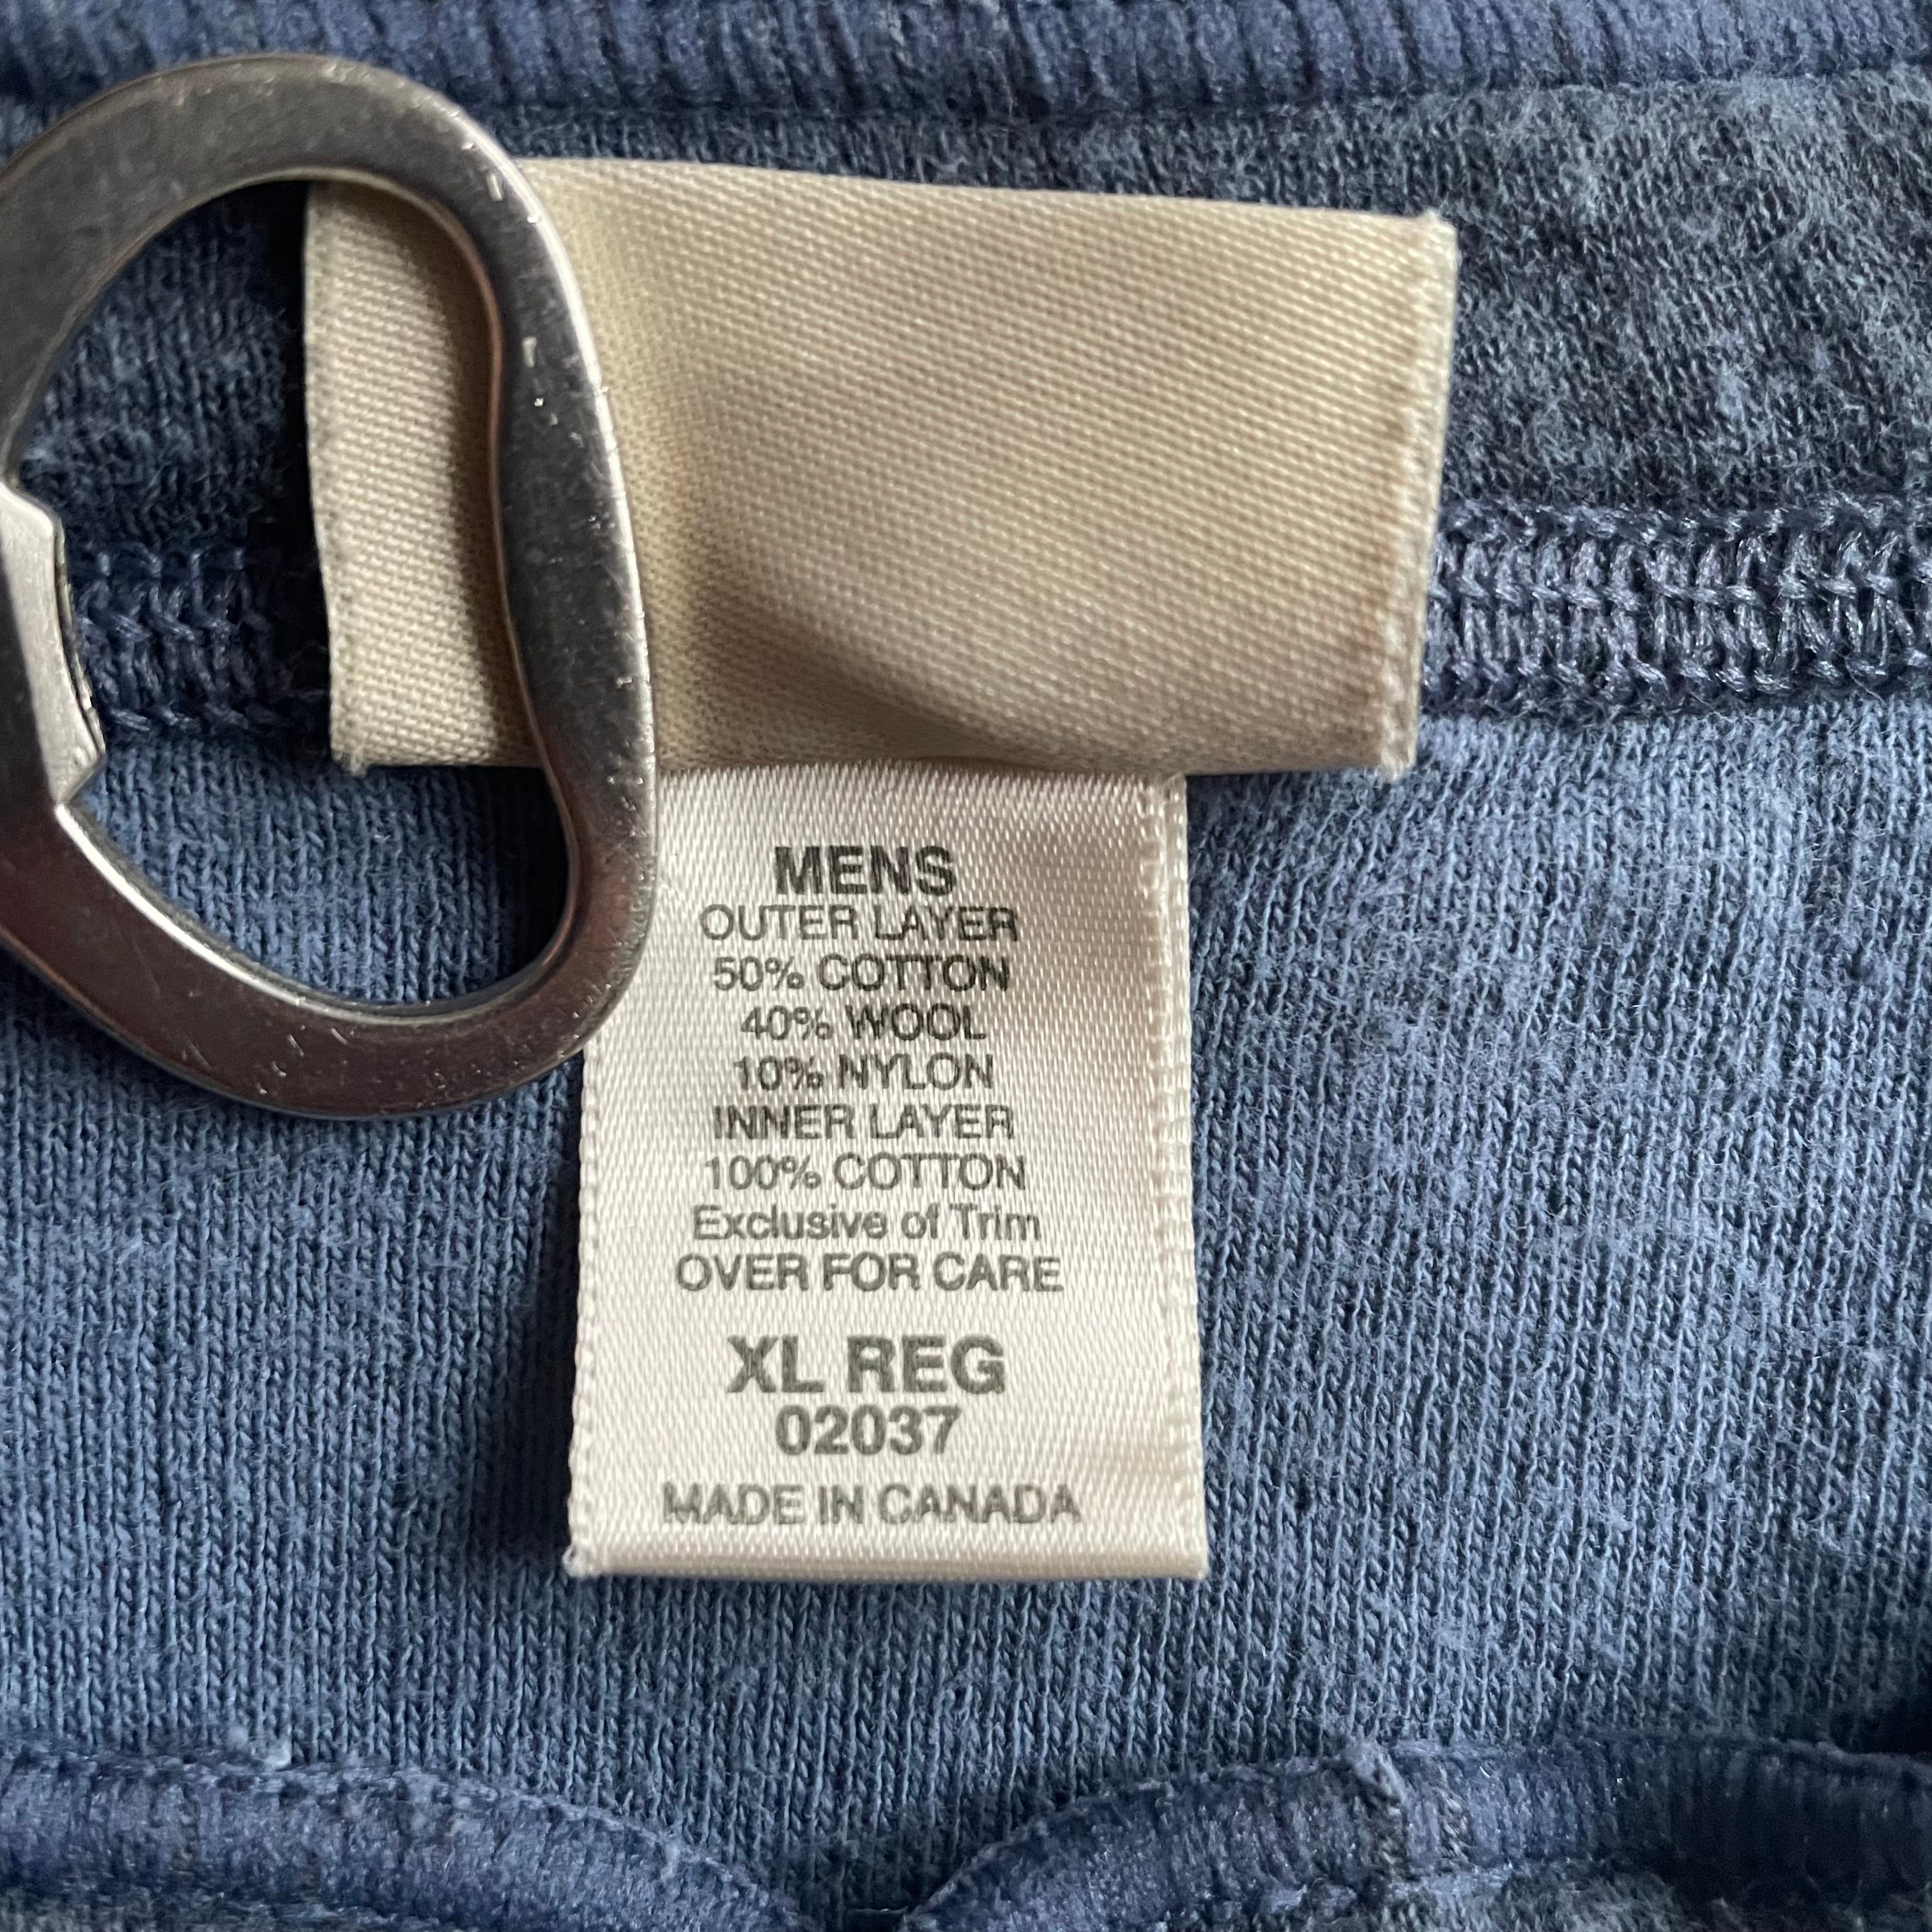 MENS
OUTER LAYER
50% COTTON
40% WOOL
10% NYLON
INNER LAYER
100% COTTON
Exclusive of Trim
OVER FOR CARE
XL REG
02037
MADE IN CANADA